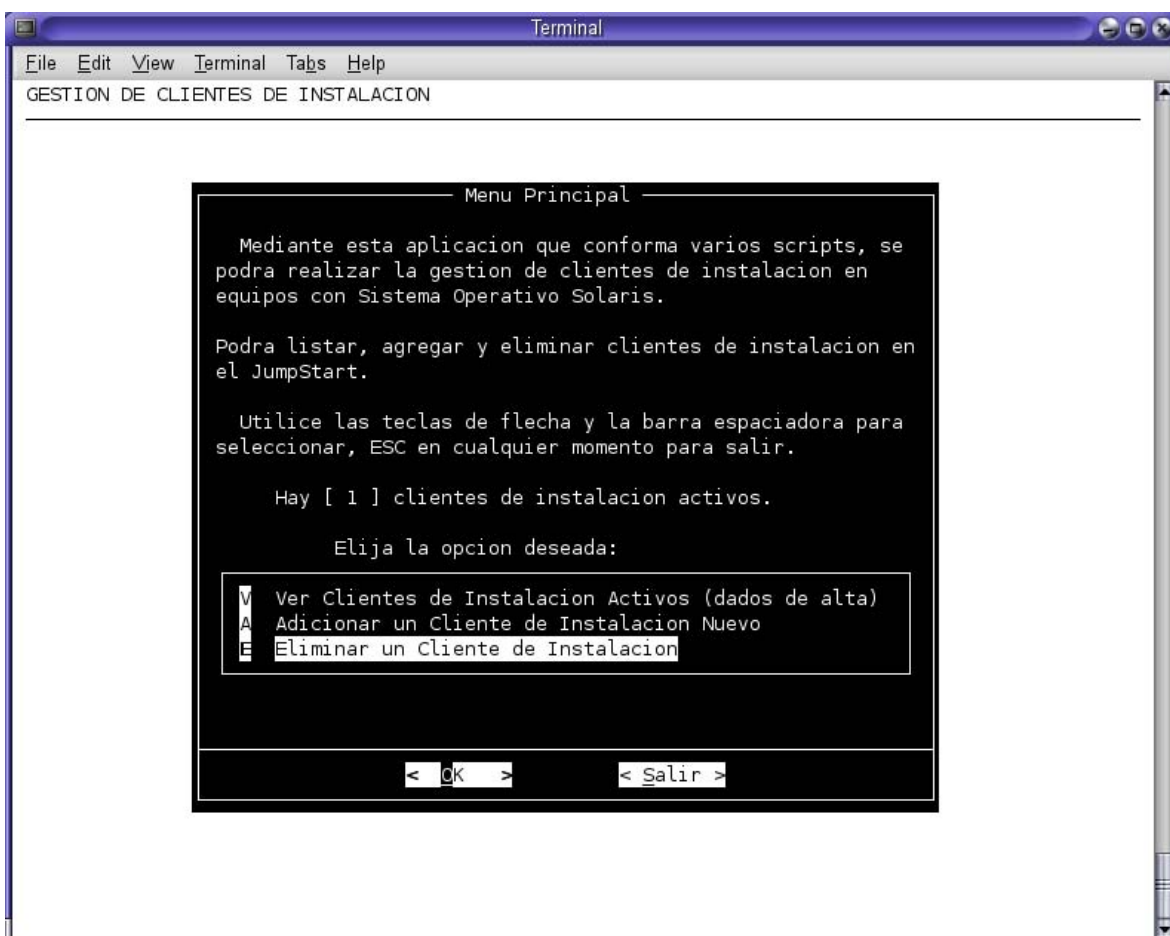 Terminal
File Edit View Terminal Tabs Help
GESTION DE CLIENTES DE INSTALACION
Menu Principal
Mediante esta aplicacion que conforma varios scripts, se
podra realizar la gestion de clientes de instalacion en
equipos con Sistema Operativo Solaris.
Podra listar, agregar y eliminar clientes de instalacion en
el JumpStart.
Utilice las teclas de flecha y la barra espaciadora para
seleccionar, ESC en cualquier momento para salir.
Hay [ 1 ] clientes de instalacion activos.
Elija la opcion deseada:
V Ver Clientes de Instalacion Activos (dados de alta)
A Adicionar un Cliente de Instalacion Nuevo
E Eliminar un Cliente de Instalacion
< OK > < Salir >